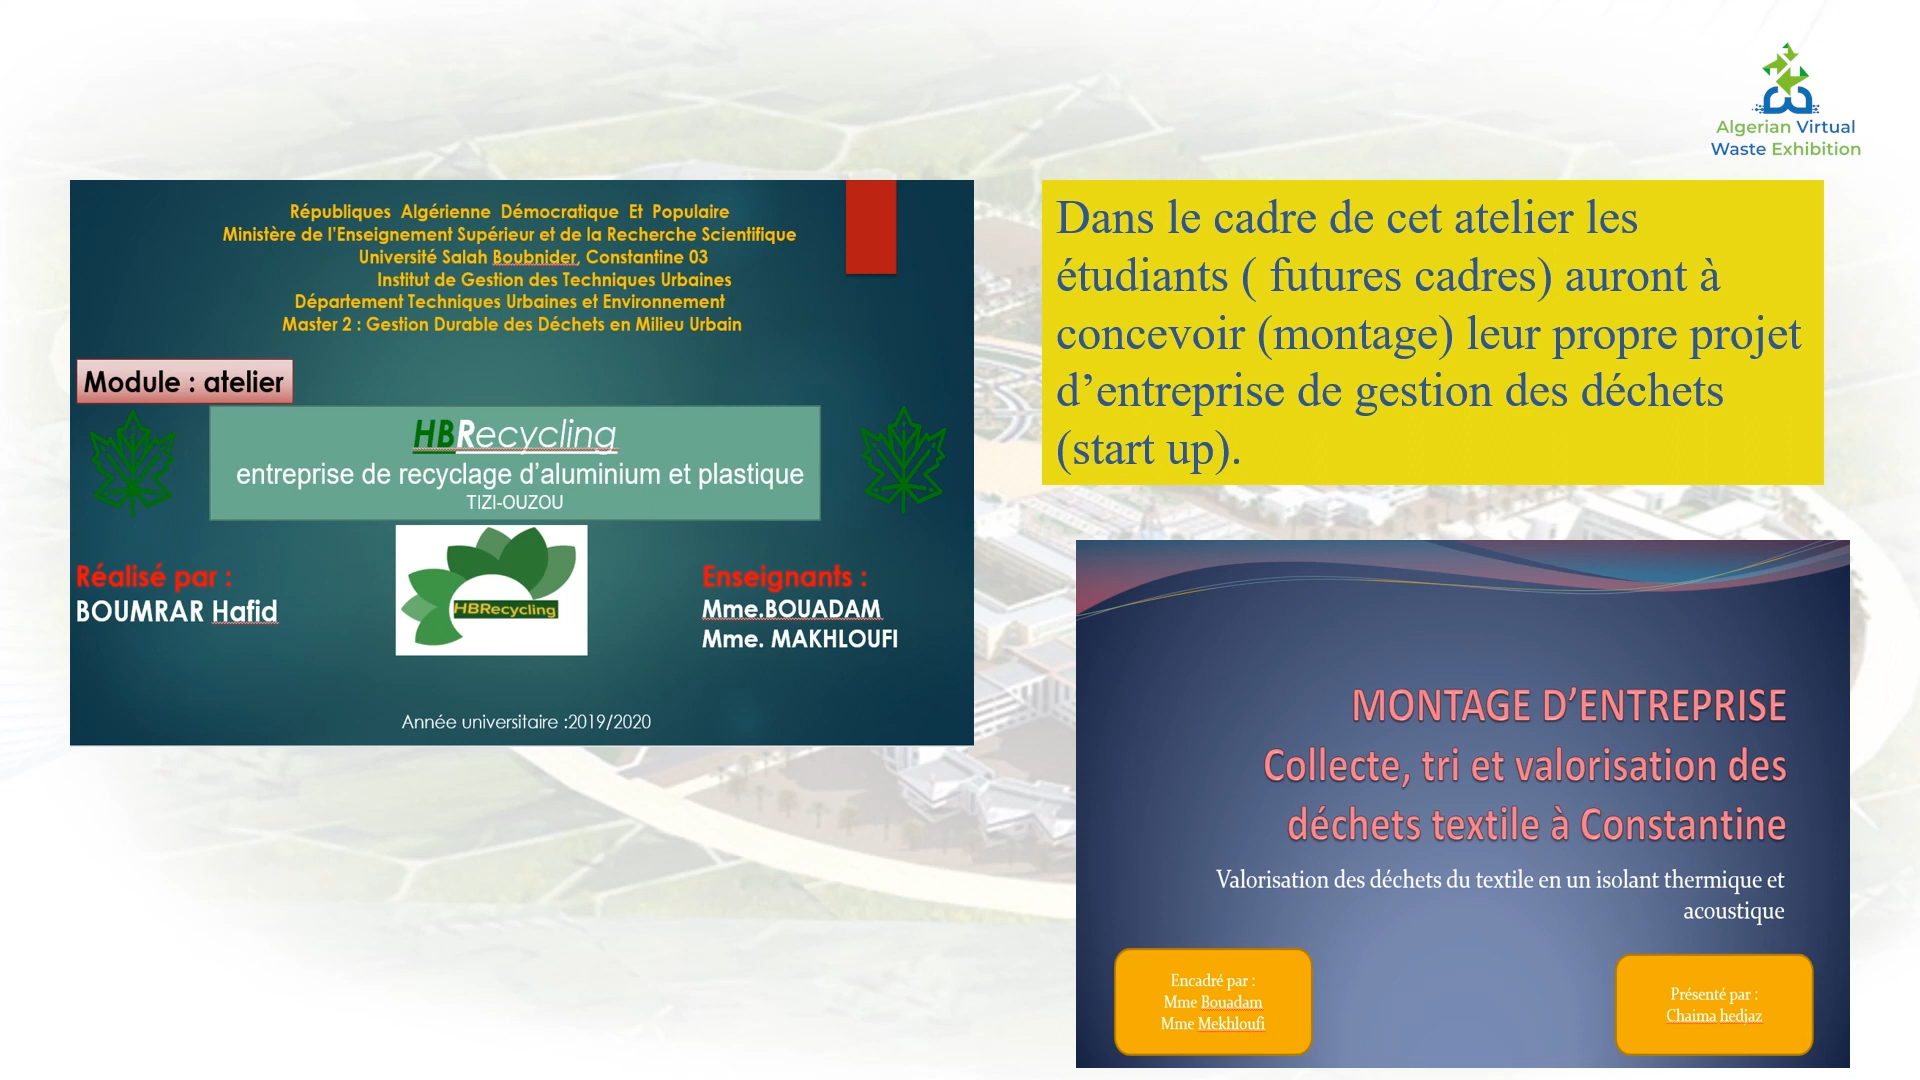 Algerian Virtual
Waste Exhibition
Républiques Algérienne Démocratique Et Populaire
Ministère de l'Enseignement Supérieur et de la Recherche Scientifique
Université Salah Boubnider, Constantine 03
Institut de Gestion des Techniques Urbaines
Département Techniques Urbaines et Environnement
Master 2 : Gestion Durable des Déchets en Milieu Urbain
Module : atelier
HBRecycling
entreprise de recyclage d'aluminium et plastique
TIZI-OUZOU
HBRecycling
Réalisé par :
BOUMRAR Hafid
Enseignants :
Mme.BOUADAM
Mme. MAKHLOUFI
Année universitaire :2019/2020
Dans le cadre de cet atelier les
étudiants ( futures cadres) auront à
concevoir (montage) leur propre projet
d’entreprise de gestion des déchets
(start up).
MONTAGE D’ENTREPRISE
Collecte, tri et valorisation des
déchets textile à Constantine
Valorisation des déchets du textile en un isolant thermique et
acoustique
Encadré par :
Mme Bouadam
Mme Mekhloufi
Présenté par :
Chaima hedjaz